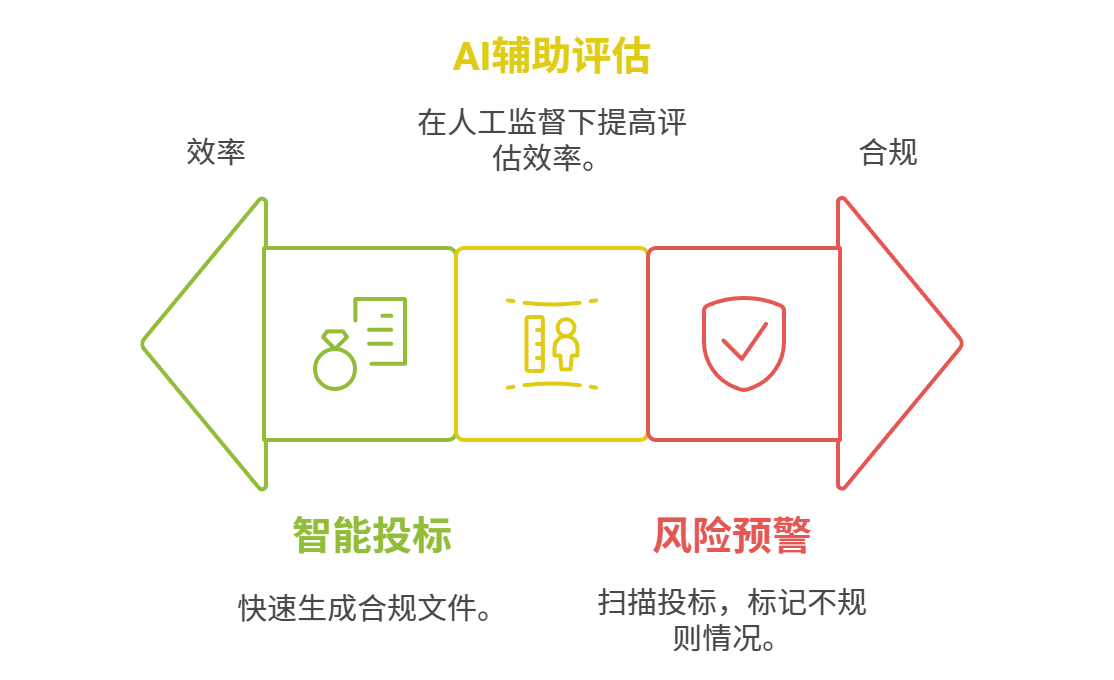 AI辅助评估
在人工监督下提高评
估效率。
效率
合规
智能投标
风险预警
快速生成合规文件。
扫描投标，标记不规
则情况。